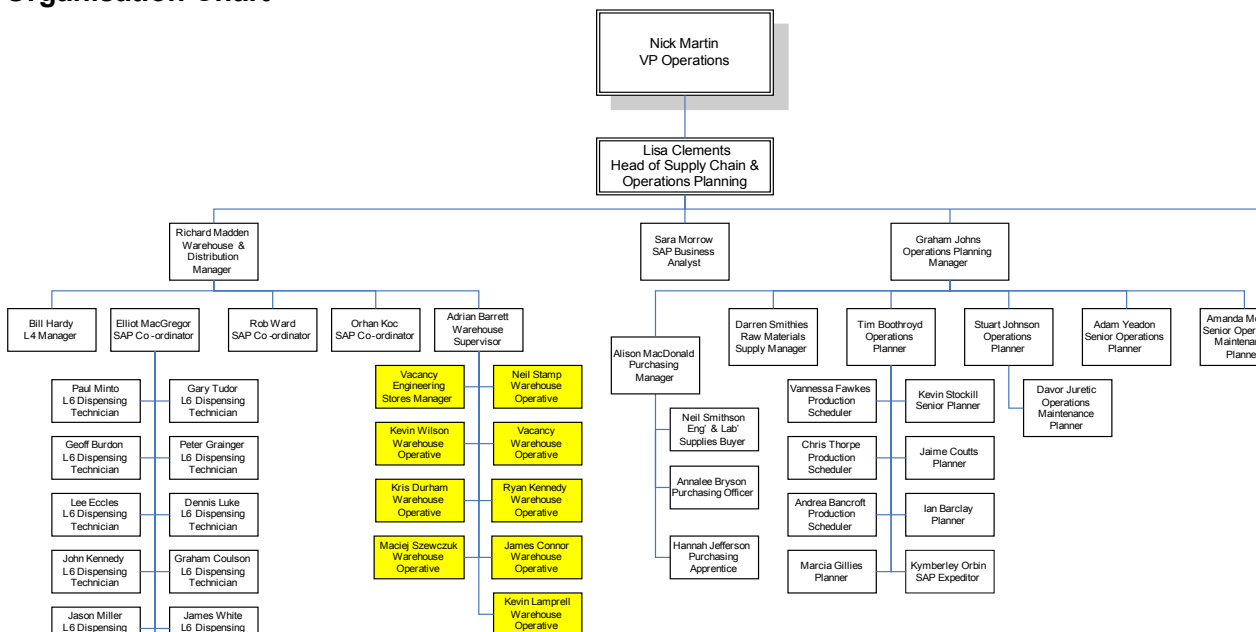 Organisation Chart
Nick Martin
VP Operations
Lisa Clements
Head of Supply Chain &
Operations Planning
Richard Madden
Warehouse &
Distribution
Manager
Sara Morrow
SAP Business
Analyst
Graham Johns
Operations Planning
Manager
Bill Hardy
L4 Manager
Elliot MacGregor
SAP Co -ordinator
Rob Ward
SAP Co -ordinator
Orhan Koc
SAP Co-ordinator
Adrian Barrett
Warehouse
Supervisor
Alison MacDonald
Purchasing
Manager
Darren Smithies
Raw Materials
Supply Manager
Tim Boothroyd
Operations
Planner
Stuart Johnson
Operations
Planner
Adam Yeadon
Senior Operations
Planner
Amanda
Senior
Planner
Paul Minto
L6 Dispensing
Technician
Gary Tudor
L6 Dispensing
Technician
Geoff Burdon
L6 Dispensing
Technician
Peter Grainger
L6 Dispensing
Technician
Lee Eccles
L6 Dispensing
Technician
Dennis Luke
L6 Dispensing
Technician
John Kennedy
L6 Dispensing
Technician
Graham Coulson
L6 Dispensing
Technician
Jason Miller
L6 Dispensing
James White
L6 Dispensing
Vacancy
Engineering
Stores Manager
Neil Stamp
Warehouse
Operative
Kevin Wilson
Warehouse
Operative
Vacancy
Warehouse
Operative
Kris Durham
Warehouse
Operative
Ryan Kennedy
Warehouse
Operative
Maciej Szewczuk
Warehouse
Operative
James Connor
Warehouse
Operative
Kevin Lamprell
Warehouse
Operative
Neil Smithson
Eng' & Lab'
Supplies Buyer
Annalee Bryson
Purchasing Officer
Hannah Jefferson
Purchasing
Apprentice
Vannessa Fawkes
Production
Scheduler
Kevin Stockill
Senior Planner
Chris Thorpe
Production
Scheduler
Jaime Coutts
Planner
Andrea Bancroft
Production
Scheduler
Ian Barclay
Planner
Marcia Gillies
Planner
Kymberley Orbin
SAP Expeditor
Davor Juretic
Operations
Maintenance
Planner